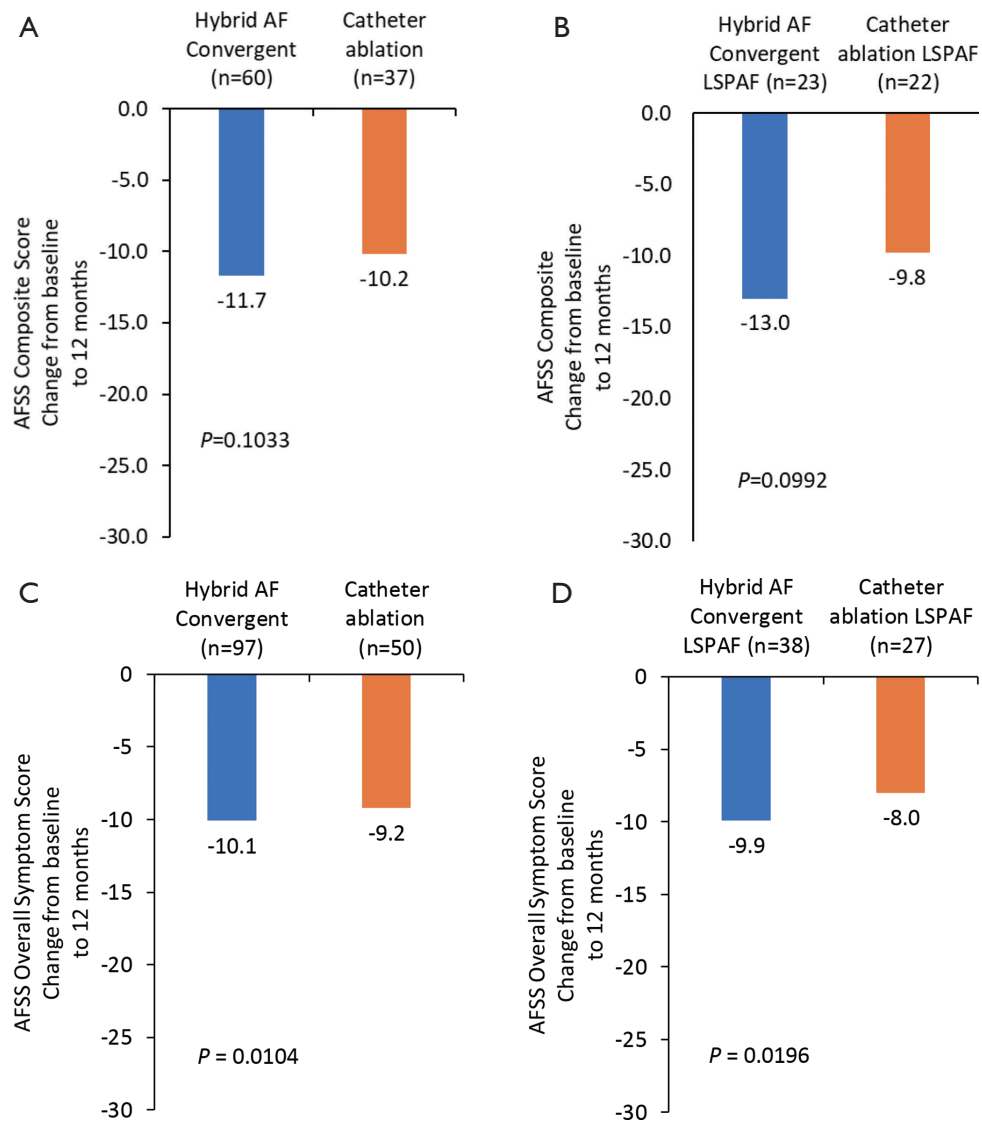 A
Hybrid AF
Convergent
(n=60)
Catheter
ablation
(n=37)
AFSS Composite Score
Change from baseline
to 12 months
0.0
-5.0
-10.0
-15.0
-20.0
-25.0
-30.0
-11.7
-10.2
P=0.1033
B
Hybrid AF
Convergent
LSPAF (n=23)
Catheter
ablation LSPAF
(n=22)
AFSS Composite
Change from baseline
to 12 months
0.0
-5.0
-10.0
-15.0
-20.0
-25.0
-30.0
-13.0
-9.8
P=0.0992
C
Hybrid AF
Convergent
(n=97)
Catheter
ablation
(n=50)
AFSS Overall Symptom Score
Change from baseline
to 12 months
0
-5
-10
-15
-20
-25
-30
-10.1
-9.2
P = 0.0104
D
Hybrid AF
Convergent
LSPAF (n=38)
Catheter
ablation LSPAF
(n=27)
AFSS Overall Symptom Score
Change from baseline
to 12 months
0
-5
-10
-15
-20
-25
-30
-9.9
-8.0
P = 0.0196